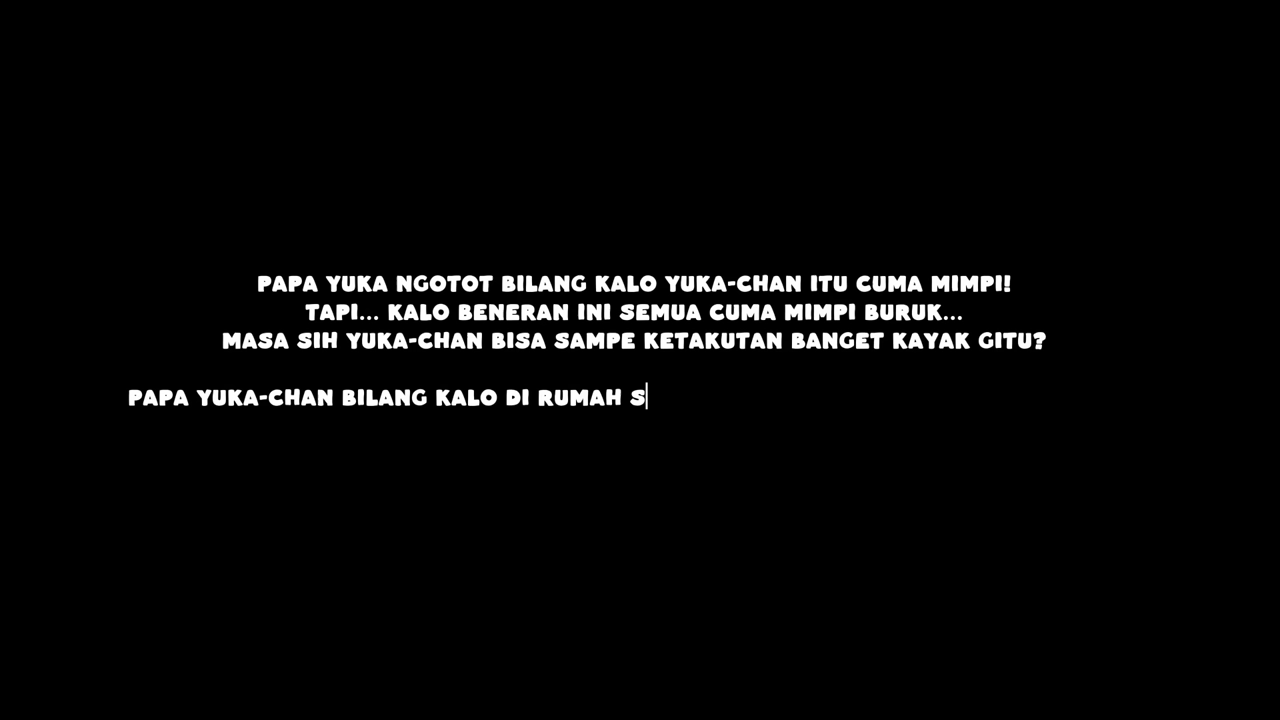 PAPA YUKA NGOTOT BILANG KALO YUKA-CHAN ITU CUMA MIMPI!
TAPI... KALO BENERAN INI SEMUA CUMA MIMPI BURUK...
MASA SIH YUKA-CHAN BISA SAMPE KETAKUTAN BANGET KAYAK GITU?
PAPA YUKA-CHAN BILANG KALO DI RUMAH S